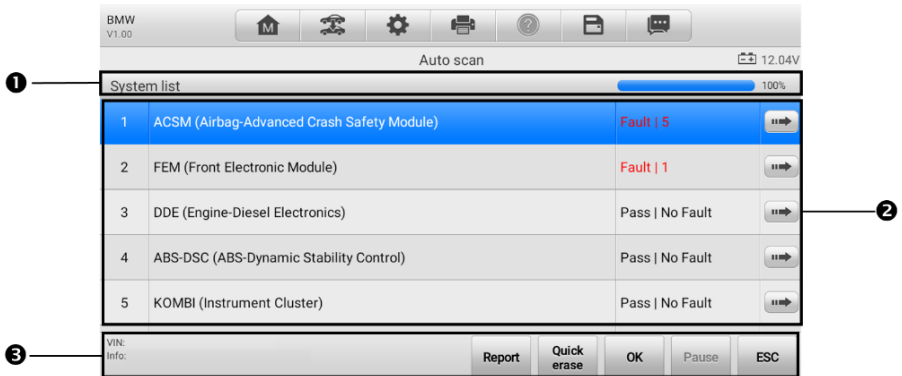 BMW
V1.00
M
?
Auto scan
12.04V
❶
System list
100%
1 ACSM (Airbag-Advanced Crash Safety Module) Fault | 5
2 FEM (Front Electronic Module) Fault | 1
3 DDE (Engine-Diesel Electronics) Pass | No Fault
❷
4 ABS-DSC (ABS-Dynamic Stability Control) Pass | No Fault
5 KOMBI (Instrument Cluster) Pass | No Fault
❸
VIN:
Info:
Report
Quick
erase
OK
Pause
ESC